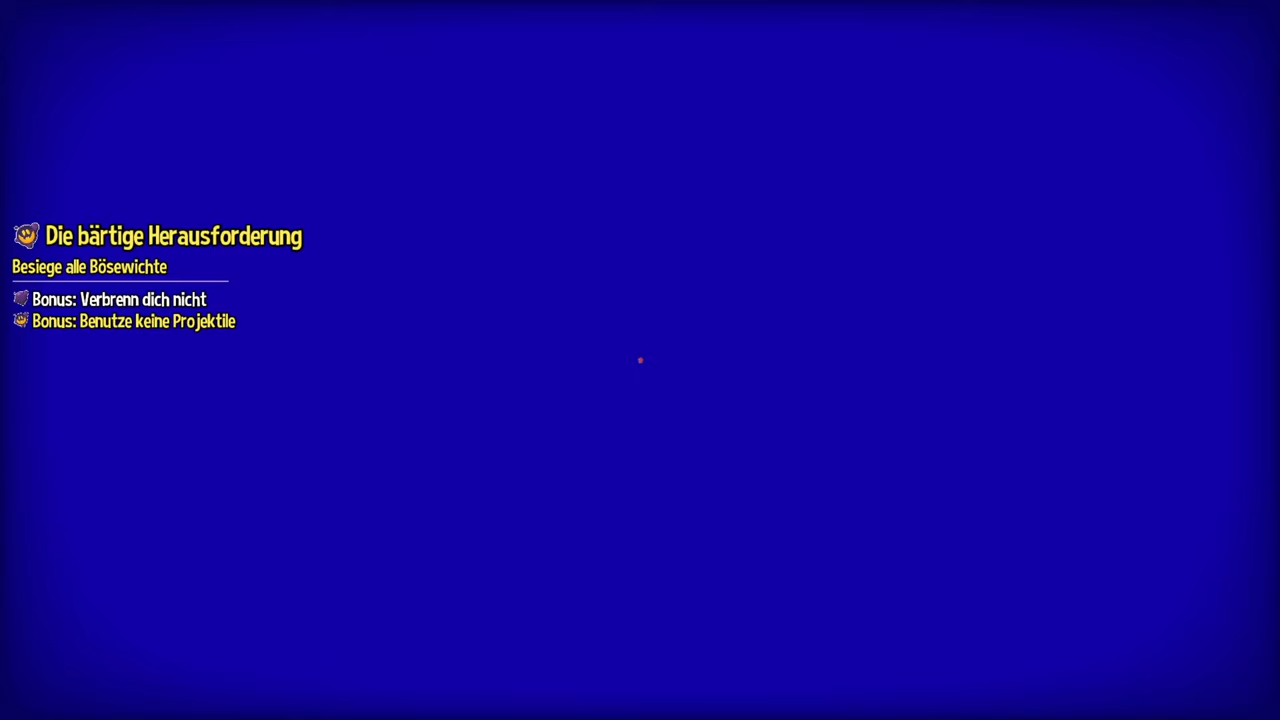 Die bärtige Herausforderung
Besiege alle Bösewichte
Bonus: Verbrenn dich nicht
Bonus: Benutze keine Projektile